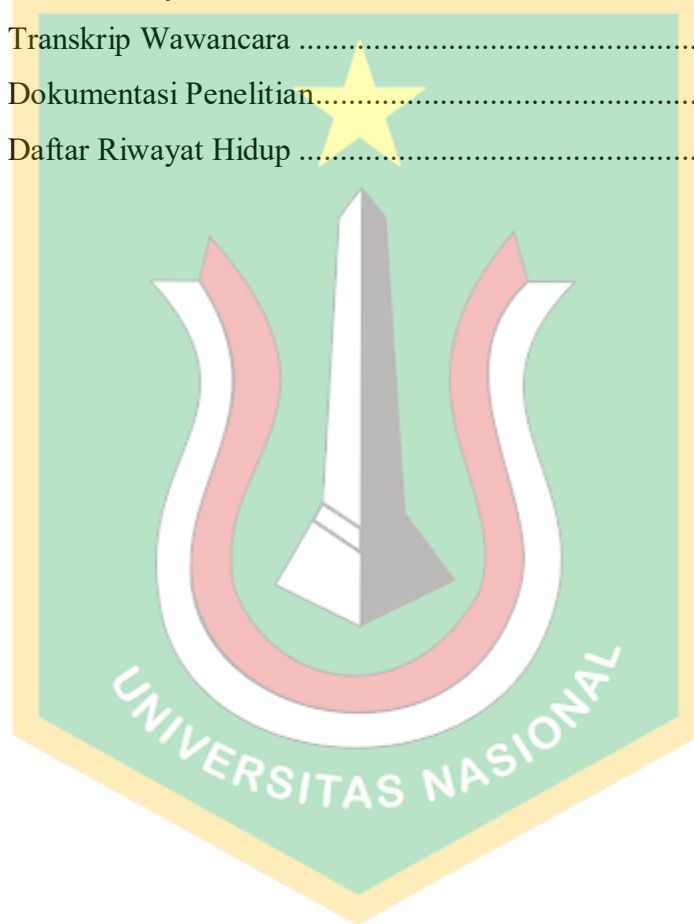 Transkrip Wawancara ..................................................
Dokumentasi Penelitian................................................
Daftar Riwayat Hidup ..................................................
UNIVERSITAS NASIONAL